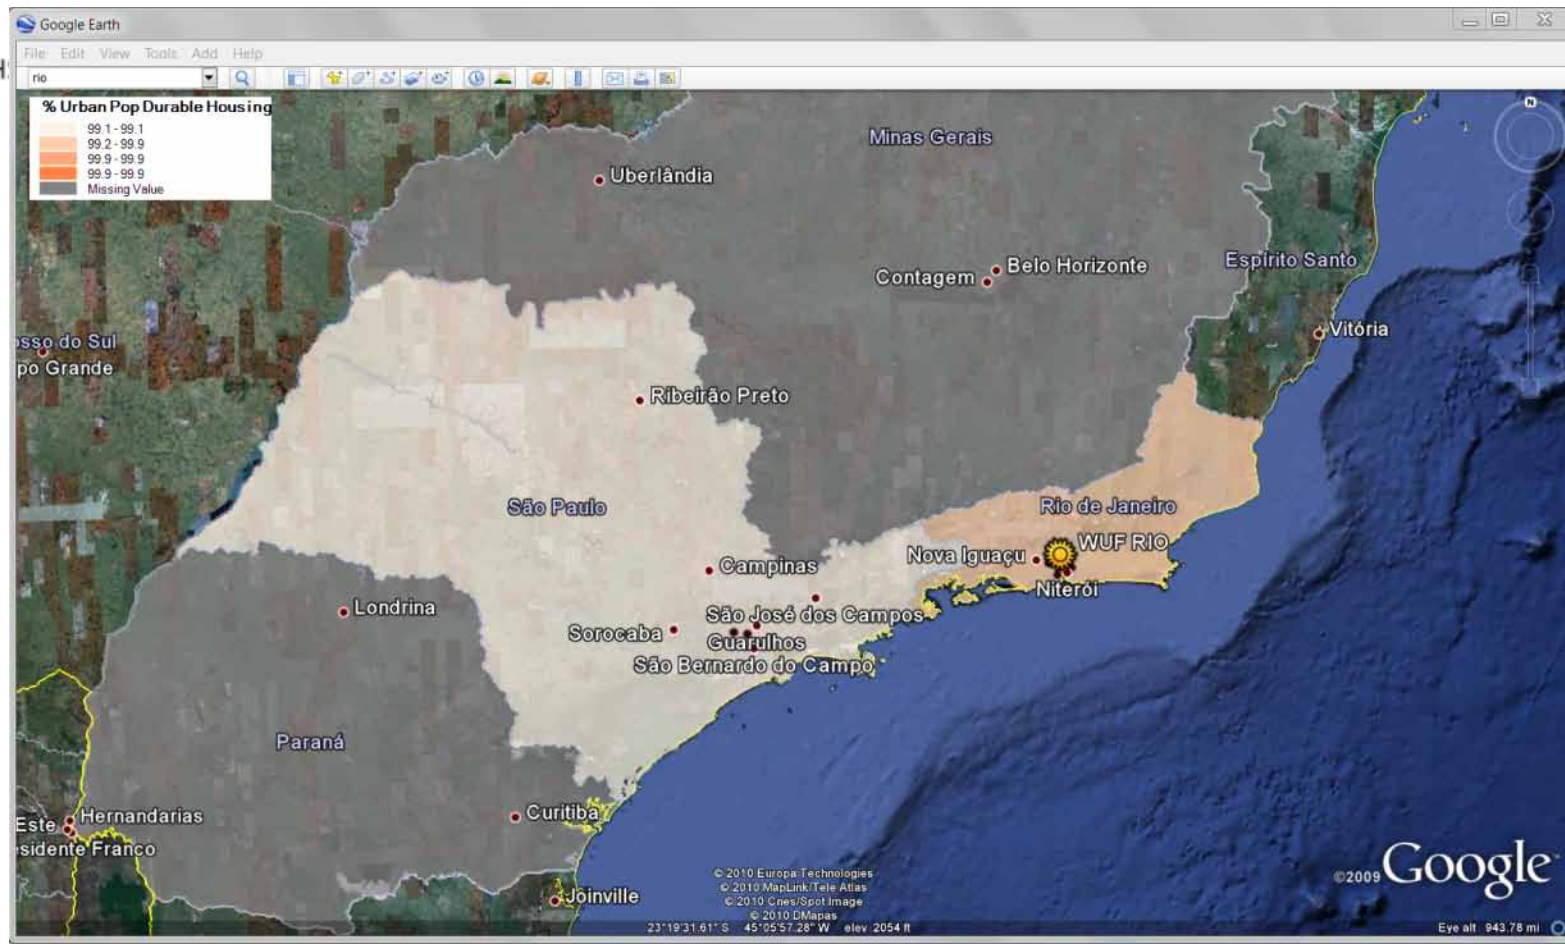 Google Earth
File Edit View Tools Add Help
rio
% Urban Pop Durable Housing
99.1 - 99.1
99.2 - 99.9
99.9 - 99.9
99.9 - 99.9
Missing Value
N
Minas Gerais
Uberlândia
Espírito Santo
Belo Horizonte
Contagem
Vitória
osso do Sul
po Grande
Ribeirão Preto
São Paulo
Rio de Janeiro
WUF RIO
Nova Iguaçu
Campinas
Niterói
Londrina
São José dos Campos
Sorocaba
Guarulhos
São Bernardo do Campo
Paraná
Hernandarias
Este
Curitiba
sidente Franco
Joinville
© 2010 Europa Technologies
© 2010 MapLink/Tele Atlas
© 2010 Cnes/Spot Image
© 2010 DMapas
©2009 Google
23°19'31.61" S 45°05'57.28" W elev 2054 ft
Eye alt 943.78 mi